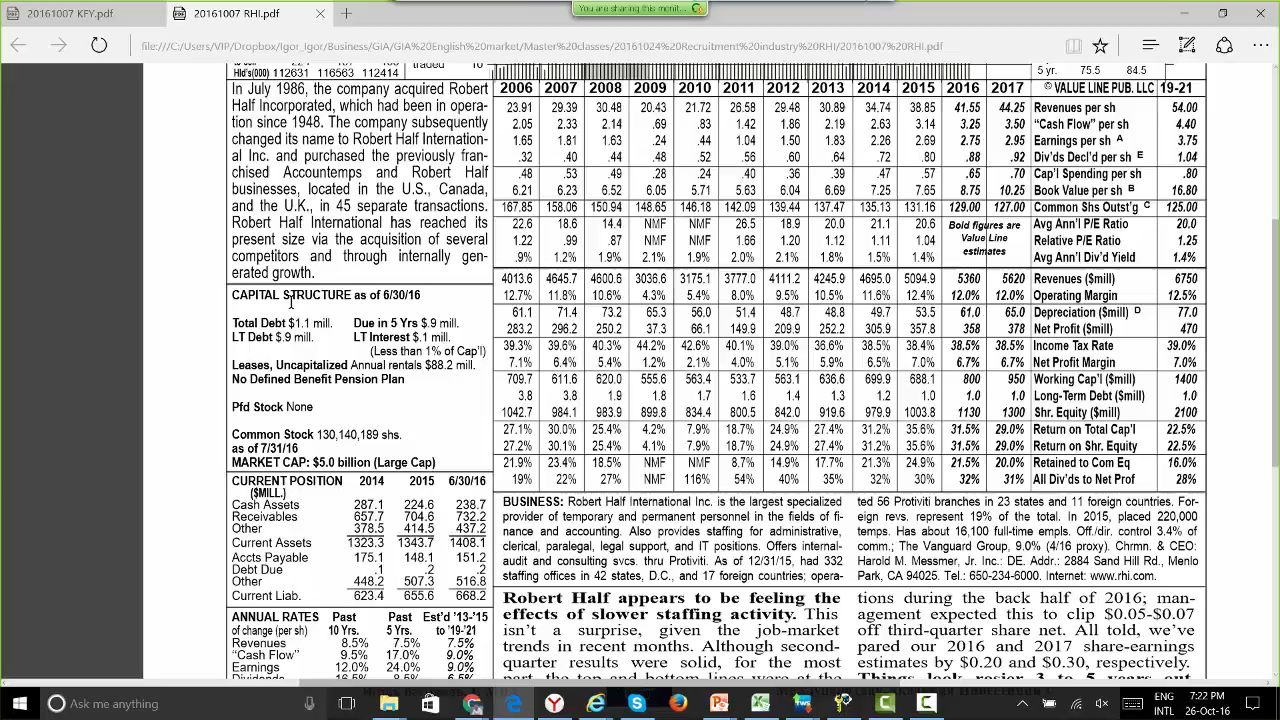 20161007 KEY.pdf
20161007 RHI.pdf
You are sharing this monit...
file:///C:/Users/VIP/Dropbox/Igor_Igor/Business/GIA/GIA%20English%20market/Master%20classes/20161024%20Recruitment%20industry%20RHI/20161007%20RHI.pdf
Hld's(000) 112631 116563 112414
traded
5 yr. 75.5 84.5
In July 1986, the company acquired Robert
Half Incorporated, which had been in opera-
tion since 1948. The company subsequently
changed its name to Robert Half Internation-
al Inc. and purchased the previously fran-
chised Accountemps and Robert Half
businesses, located in the U.S., Canada,
and the U.K., in 45 separate transactions.
Robert Half International has reached its
present size via the acquisition of several
competitors and through internally gen-
erated growth.
CAPITAL STRUCTURE as of 6/30/16
Total Debt $1.1 mill. Due in 5 Yrs $.9 mill.
LT Debt $.9 mill. LT Interest $.1 mill.
(Less than 1% of Cap'l)
Leases, Uncapitalized Annual rentals $88.2 mill.
No Defined Benefit Pension Plan
Pfd Stock None
Common Stock 130,140,189 shs.
as of 7/31/16
MARKET CAP: $5.0 billion (Large Cap)
CURRENT POSITION 2014 2015 6/30/16
($MILL.)
Cash Assets 287.1 224.6 238.7
Receivables 657.7 704.6 732.2
Other 378.5 414.5 437.2
Current Assets 1323.3 1343.7 1408.1
Accts Payable 175.1 148.1 151.2
Debt Due .1 .2 .2
Other 448.2 507.3 516.8
Current Liab. 623.4 655.6 668.2
ANNUAL RATES Past Past Est'd '13-'15
of change (per sh) 10 Yrs. 5 Yrs. to '19-'21
Revenues 8.5% 7.5% 7.5%
"Cash Flow" 9.5% 17.0% 9.0%
Earnings 12.0% 24.0% 9.0%
2006 2007 2008 2009 2010 2011 2012 2013 2014 2015 2016 2017 © VALUE LINE PUB. LLC 19-21
23.91 29.39 30.48 20.43 21.72 26.58 29.48 30.89 34.74 38.85 41.55 44.25 Revenues per sh 54.00
2.05 2.33 2.14 .69 .83 1.42 1.86 2.19 2.63 3.14 3.25 3.50 "Cash Flow" per sh 4.40
1.65 1.81 1.63 .24 .44 1.04 1.50 1.83 2.26 2.69 2.75 2.95 Earnings per sh A 3.75
.32 .40 .44 .48 .52 .56 .60 .64 .72 .80 .88 .92 Div'ds Decl'd per sh E 1.04
.48 .53 .49 .28 .24 .40 .36 .39 .47 .57 .65 .70 Cap'l Spending per sh .80
6.21 6.23 6.52 6.05 5.71 5.63 6.04 6.69 7.25 7.65 8.75 10.25 Book Value per sh B 16.80
167.85 158.06 150.94 148.65 146.18 142.09 139.44 137.47 135.13 131.16 129.00 127.00 Common Shs Outst'g C 125.00
22.6 18.6 14.4 NMF NMF 26.5 18.9 20.0 21.1 20.6 Bold figures are Avg Ann'l P/E Ratio 20.0
1.22 .99 .87 NMF NMF 1.66 1.20 1.12 1.11 1.04 Value Line Relative P/E Ratio 1.25
.9% 1.2% 1.9% 2.1% 1.9% 2.0% 2.1% 1.8% 1.5% 1.4% estimates Avg Ann'l Div'd Yield 1.4%
4013.6 4645.7 4600.6 3036.6 3175.1 3777.0 4111.2 4245.9 4695.0 5094.9 5360 5620 Revenues ($mill) 6750
12.7% 11.8% 10.6% 4.3% 5.4% 8.0% 9.5% 10.5% 11.6% 12.4% 12.0% 12.0% Operating Margin 12.5%
61.1 71.4 73.2 65.3 56.0 51.4 48.7 48.8 49.7 53.5 61.0 65.0 Depreciation ($mill) D 77.0
283.2 296.2 250.2 37.3 66.1 149.9 209.9 252.2 305.9 357.8 358 378 Net Profit ($mill) 470
39.3% 39.6% 40.3% 44.2% 42.6% 40.1% 39.0% 36.6% 38.5% 38.4% 38.5% 38.5% Income Tax Rate 39.0%
7.1% 6.4% 5.4% 1.2% 2.1% 4.0% 5.1% 5.9% 6.5% 7.0% 6.7% 6.7% Net Profit Margin 7.0%
709.7 611.6 620.0 555.6 563.4 533.7 563.1 636.6 699.9 688.1 800 950 Working Cap'l ($mill) 1400
3.8 3.8 1.9 1.8 1.7 1.6 1.4 1.3 1.2 1.0 1.0 1.0 Long-Term Debt ($mill) 1.0
1042.7 984.1 983.9 899.8 834.4 800.5 842.0 919.6 979.9 1003.8 1130 1300 Shr. Equity ($mill) 2100
27.1% 30.0% 25.4% 4.2% 7.9% 18.7% 24.9% 27.4% 31.2% 35.6% 31.5% 29.0% Return on Total Cap'l 22.5%
27.2% 30.1% 25.4% 4.1% 7.9% 18.7% 24.9% 27.4% 31.2% 35.6% 31.5% 29.0% Return on Shr. Equity 22.5%
21.9% 23.4% 18.5% NMF NMF 8.7% 14.9% 17.7% 21.3% 24.9% 21.5% 20.0% Retained to Com Eq 16.0%
19% 22% 27% NMF 116% 54% 40% 35% 32% 30% 32% 31% All Div'ds to Net Prof 28%
BUSINESS: Robert Half International Inc. is the largest specialized
provider of temporary and permanent personnel in the fields of fi-
nance and accounting. Also provides staffing for administrative,
clerical, paralegal, legal support, and IT positions. Offers internal-
audit and consulting svcs. thru Protiviti. As of 12/31/15, had 332
staffing offices in 42 states, D.C., and 17 foreign countries; opera-
ted 56 Protiviti branches in 23 states and 11 foreign countries. For-
eign revs. represent 19% of the total. In 2015, placed 220,000
temps. Has about 16,100 full-time empls. Off./dir. control 3.4% of
comm.; The Vanguard Group, 9.0% (4/16 proxy). Chrmn. & CEO:
Harold M. Messmer, Jr. Inc.: DE. Addr.: 2884 Sand Hill Rd., Menlo
Park, CA 94025. Tel.: 650-234-6000. Internet: www.rhi.com.
Robert Half appears to be feeling the
effects of slower staffing activity. This
isn't a surprise, given the job-market
trends in recent months. Although second-
quarter results were solid, for the most
part, the top and bottom lines were at the
tions during the back half of 2016; man-
agement expected this to clip $0.05-$0.07
off third-quarter share net. All told, we've
pared our 2016 and 2017 share-earnings
estimates by $0.20 and $0.30, respectively.
Things look rosier 3 to 5 years out
Ask me anything
ENG
INTL
7:22 PM
26-Oct-16